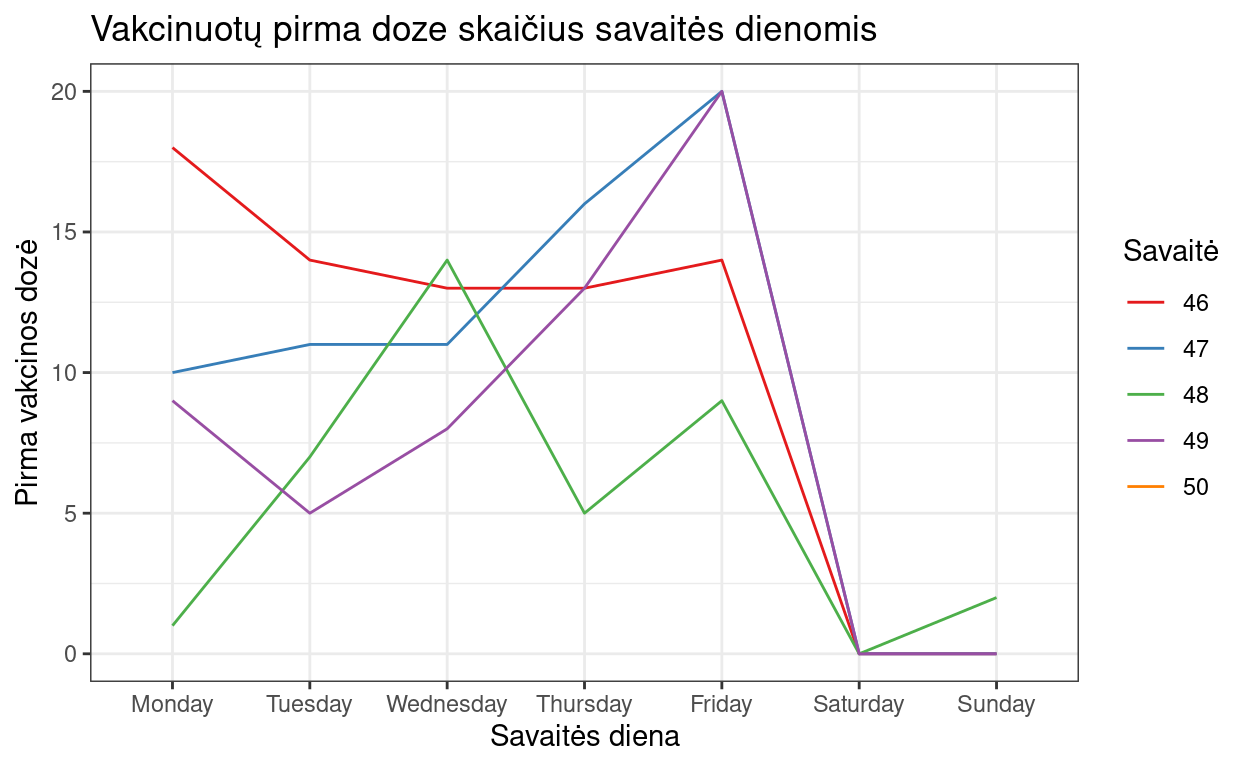 Vakcinuotų pirma doze skaičius savaitės dienomis
Pirma vakcinos dozė
20
15
10
5
0
Monday Tuesday Wednesday Thursday Friday Saturday Sunday
Savaitės diena
Savaitė
46
47
48
49
50